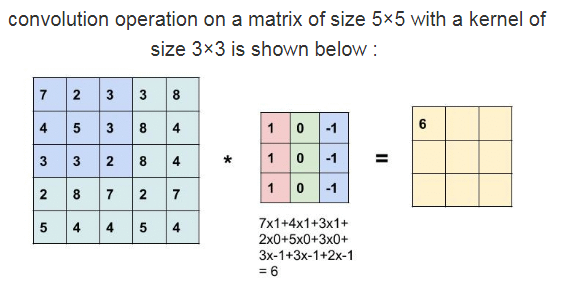 convolution operation on a matrix of size 5×5 with a kernel of
size 3×3 is shown below :
7 2 3 3 8
4 5 3 8 4
3 3 2 8 4
2 8 7 2 7
5 4 4 5 4
*
1 0 -1
1 0 -1
1 0 -1
=
6
7x1+4x1+3x1+
2x0+5x0+3x0+
3x-1+3x-1+2x-1
= 6